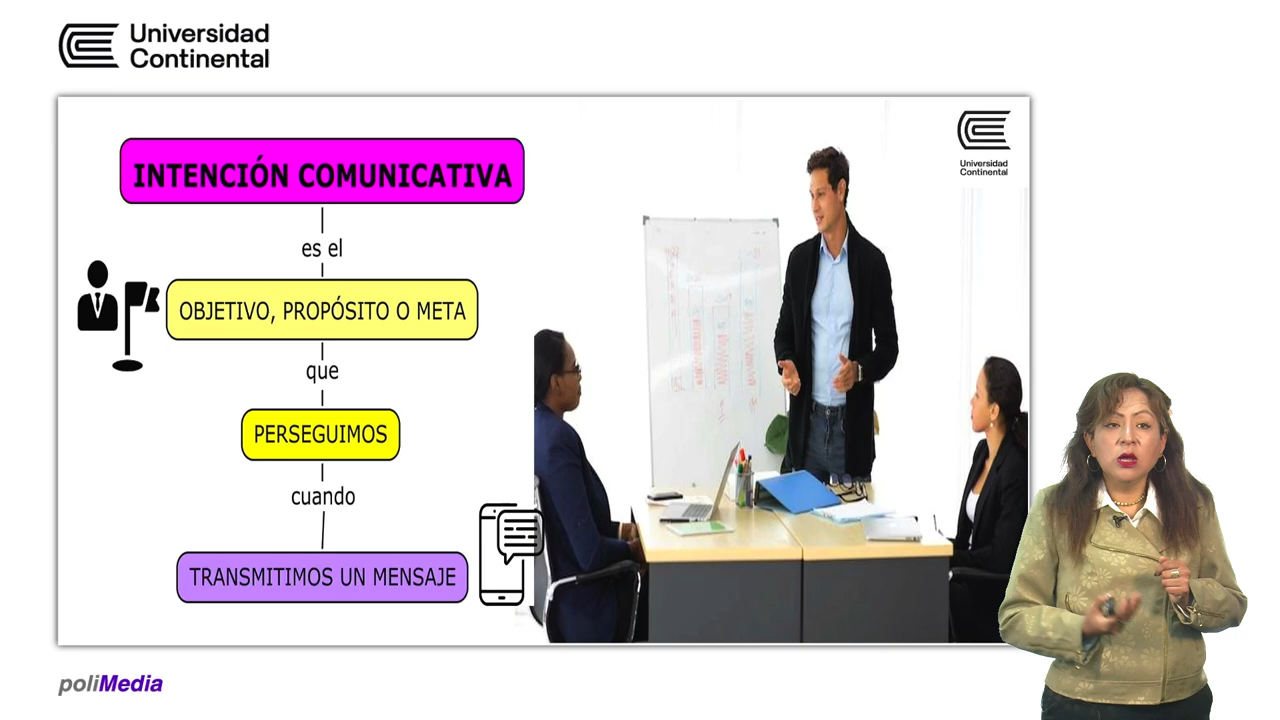 Universidad
Continental
INTENCIÓN COMUNICATIVA
es el
OBJETIVO, PROPÓSITO O META
que
PERSEGUIMOS
cuando
TRANSMITIMOS UN MENSAJE
Universidad
Continental
poliMedia